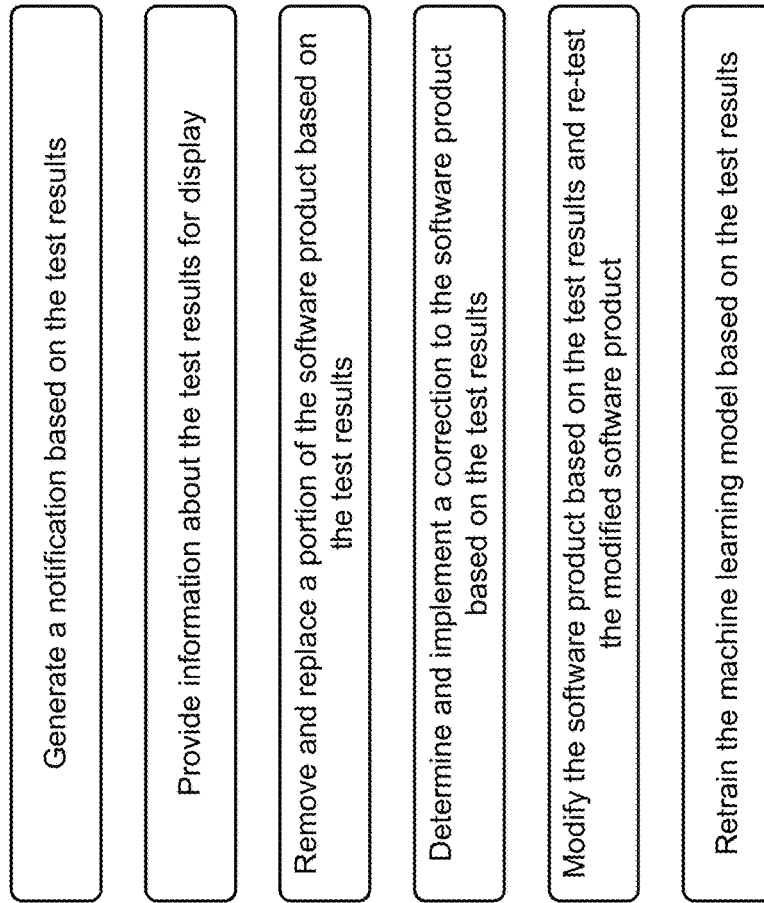 Generate a notification based on the test results
Provide information about the test results for display
Remove and replace a portion of the software product based on
the test results
Determine and implement a correction to the software product
based on the test results
Modify the software product based on the test results and re-test
the modified software product
Retrain the machine learning model based on the test results